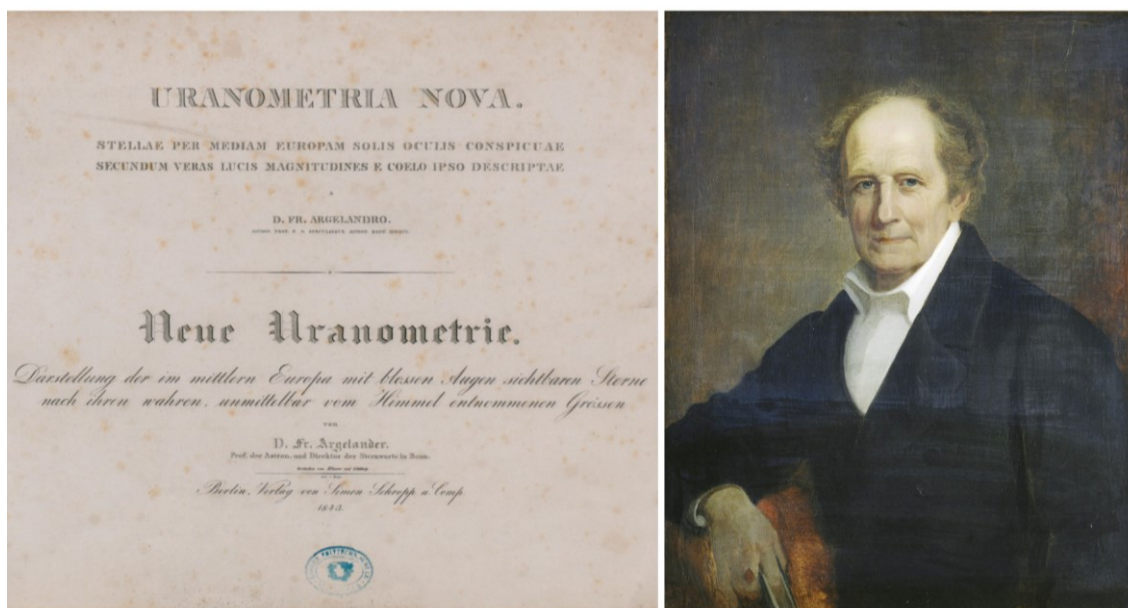 URANOMETRIA NOVA.
STELLAE PER MEDIAM EUROPAM SOLIS OCULIS CONSPICUAE
SECUNDUM VERAS LUCIS MAGNITUDINES E COELO IPSO DESCRIPTAE
A
D. FR. ARGELANDRO.
Neue Uranometrie.
Darstellung der im mittlern Europa mit blossen Augen sichtbaren Sterne
nach ihren wahren, unmittelbar vom Himmel entnommenen Grössen
von
D. Fr. Argelander.
Prof. der Astron. und Direktor der Sternwarte in Bonn.
Berlin, Verlag von Simon Schropp u. Comp.
1843.